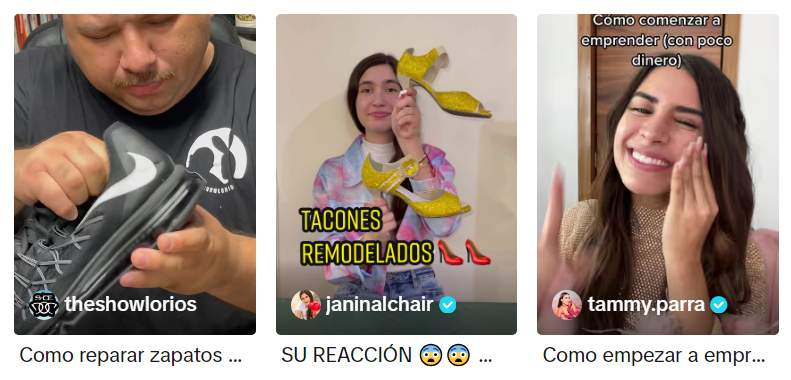 Cómo comenzar a
emprender (con poco
dinero)
TACONES
REMODELADOS👠👠
theshowlorios
janinalchair
tammy.parra
Como reparar zapatos ...
SU REACCIÓN 😨😨 ...
Como empezar a empr...